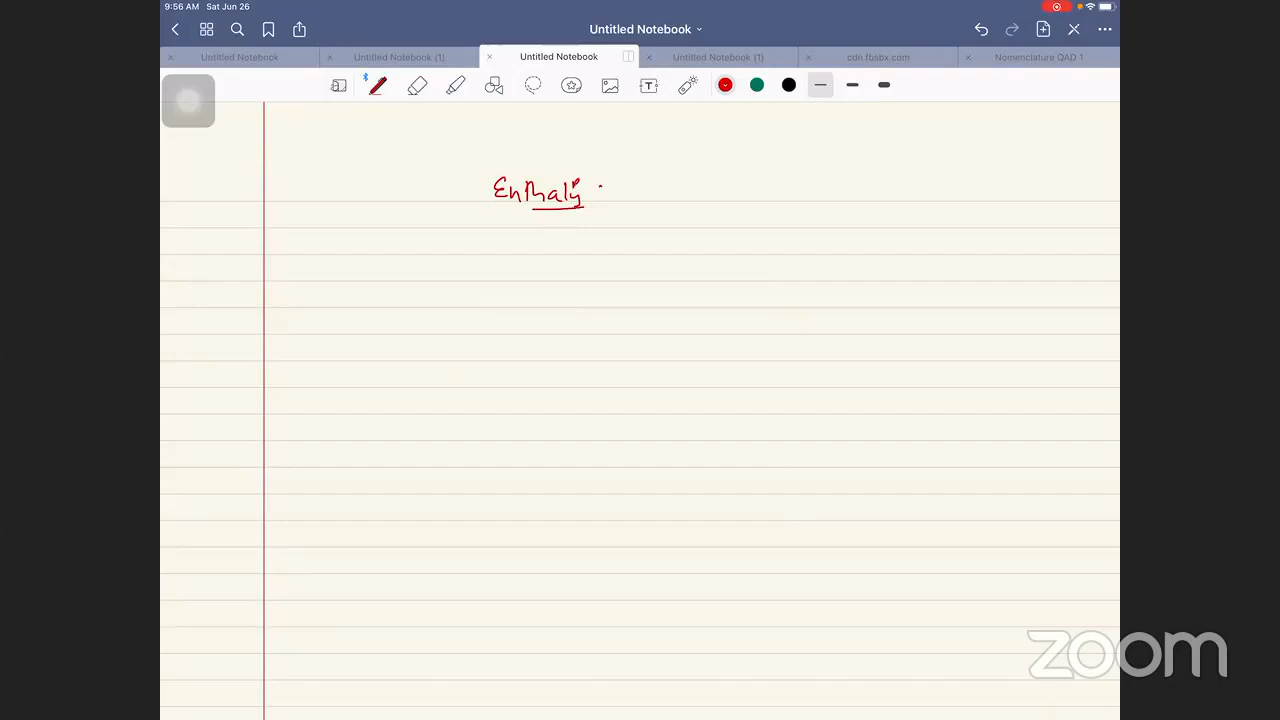 9:56 AM Sat Jun 26
Untitled Notebook
Untitled Notebook
Untitled Notebook (1)
Untitled Notebook
Untitled Notebook (1)
cdn.fbsbx.com
Nomenclature QAD 1
T
Enthalpy
zoom